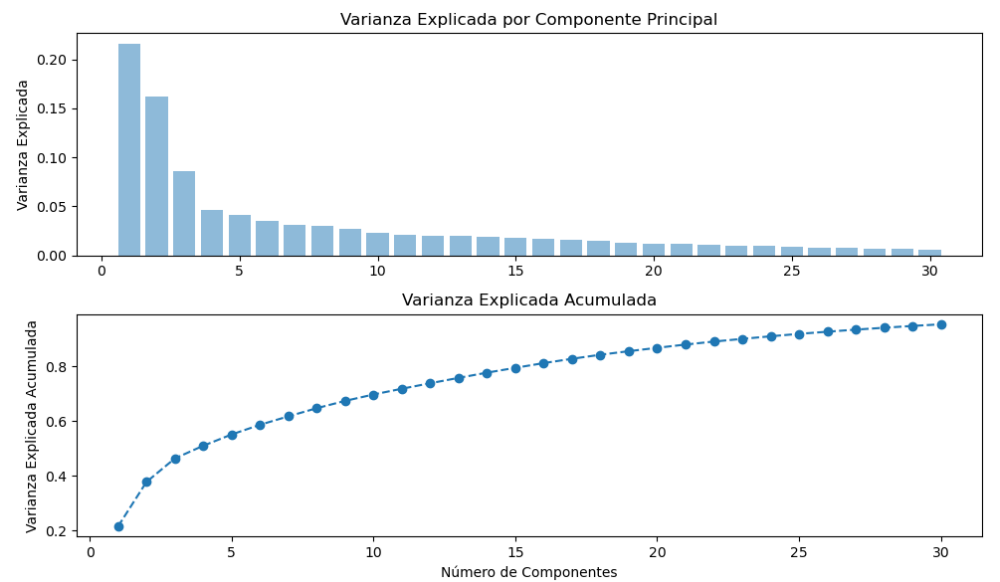 Varianza Explicada por Componente Principal
Varianza Explicada
0.20
0.15
0.10
0.05
0.00
0 5 10 15 20 25 30
Varianza Explicada Acumulada
Varianza Explicada Acumulada
0.8
0.6
0.4
0.2
0 5 10 15 20 25 30
Número de Componentes